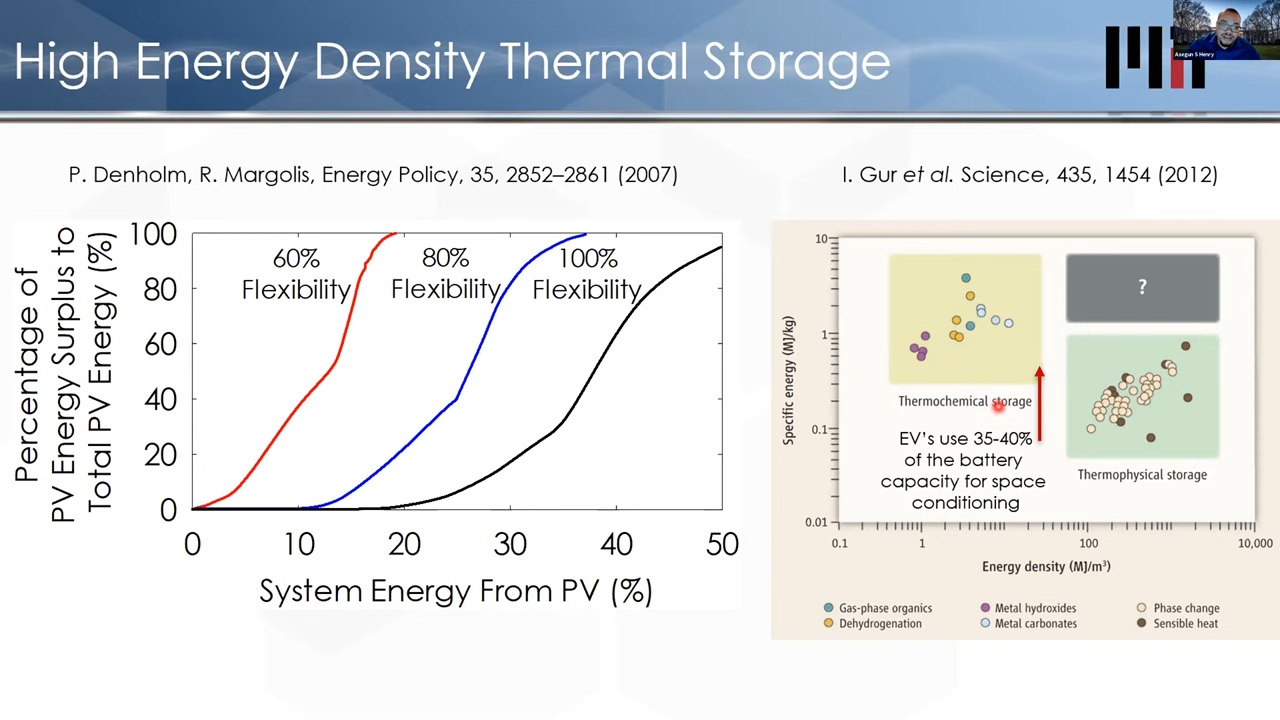 High Energy Density Thermal Storage
MIT
Asegun S Henry
P. Denholm, R. Margolis, Energy Policy, 35, 2852–2861 (2007)
I. Gur et al. Science, 435, 1454 (2012)
Percentage of
PV Energy Surplus to
Total PV Energy (%)
100
80
60
40
20
0
60%
Flexibility
80%
Flexibility
100%
Flexibility
0 10 20 30 40 50
System Energy From PV (%)
Specific energy (MJ/kg)
10
1
0.1
0.01
?
Thermochemical storage
EV's use 35-40%
of the battery
capacity for space
conditioning
Thermophysical storage
0.1 1 100 10,000
Energy density (MJ/m³)
Gas-phase organics
Metal hydroxides
Phase change
Dehydrogenation
Metal carbonates
Sensible heat